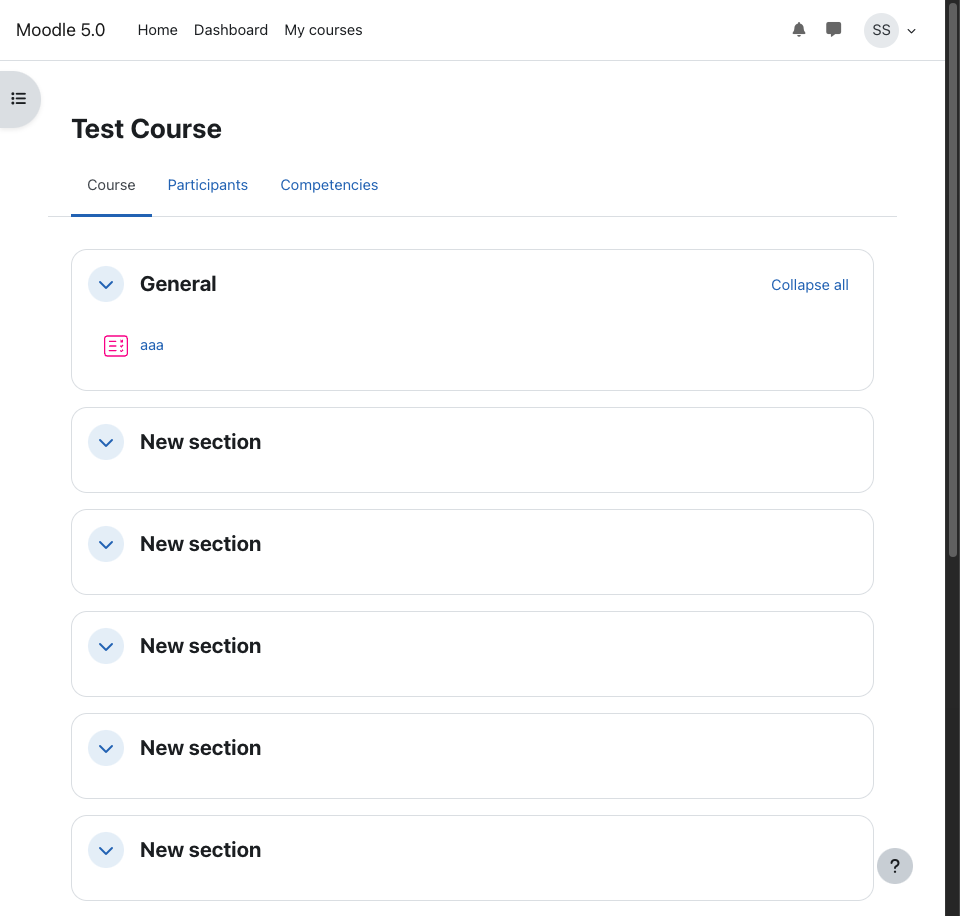 Moodle 5.0 Home Dashboard My courses SS
Test Course
Course Participants Competencies
General Collapse all
aaa
New section
New section
New section
New section
New section
?